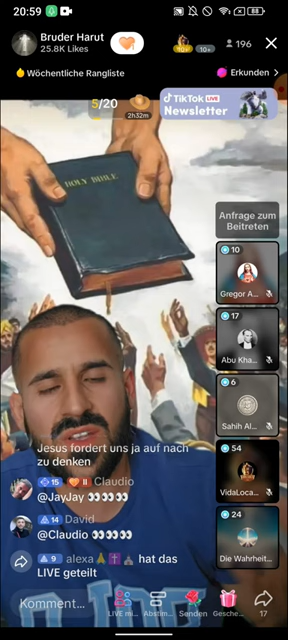 20:59
88
Bruder Harut
25.8K Likes
10+
196
Wöchentliche Rangliste
Erkunden >
5/20
2h32m
TikTok LIVE
Newsletter
HOLY BIBLE
Anfrage zum
Beitreten
10
Gregor A...
17
Abu Kha...
6
Sahih Al...
54
VidaLoca...
24
Die Wahrheit...
Jesus fordert uns ja auf nach
zu denken
15 II Claudio
@JayJay 👀👀👀
14 David
@Claudio 👀👀👀
9 alexa🙏✝️⛪ hat das
LIVE geteilt
Komment...
LIVE mi...
Abstim...
Senden
Gesche...
17